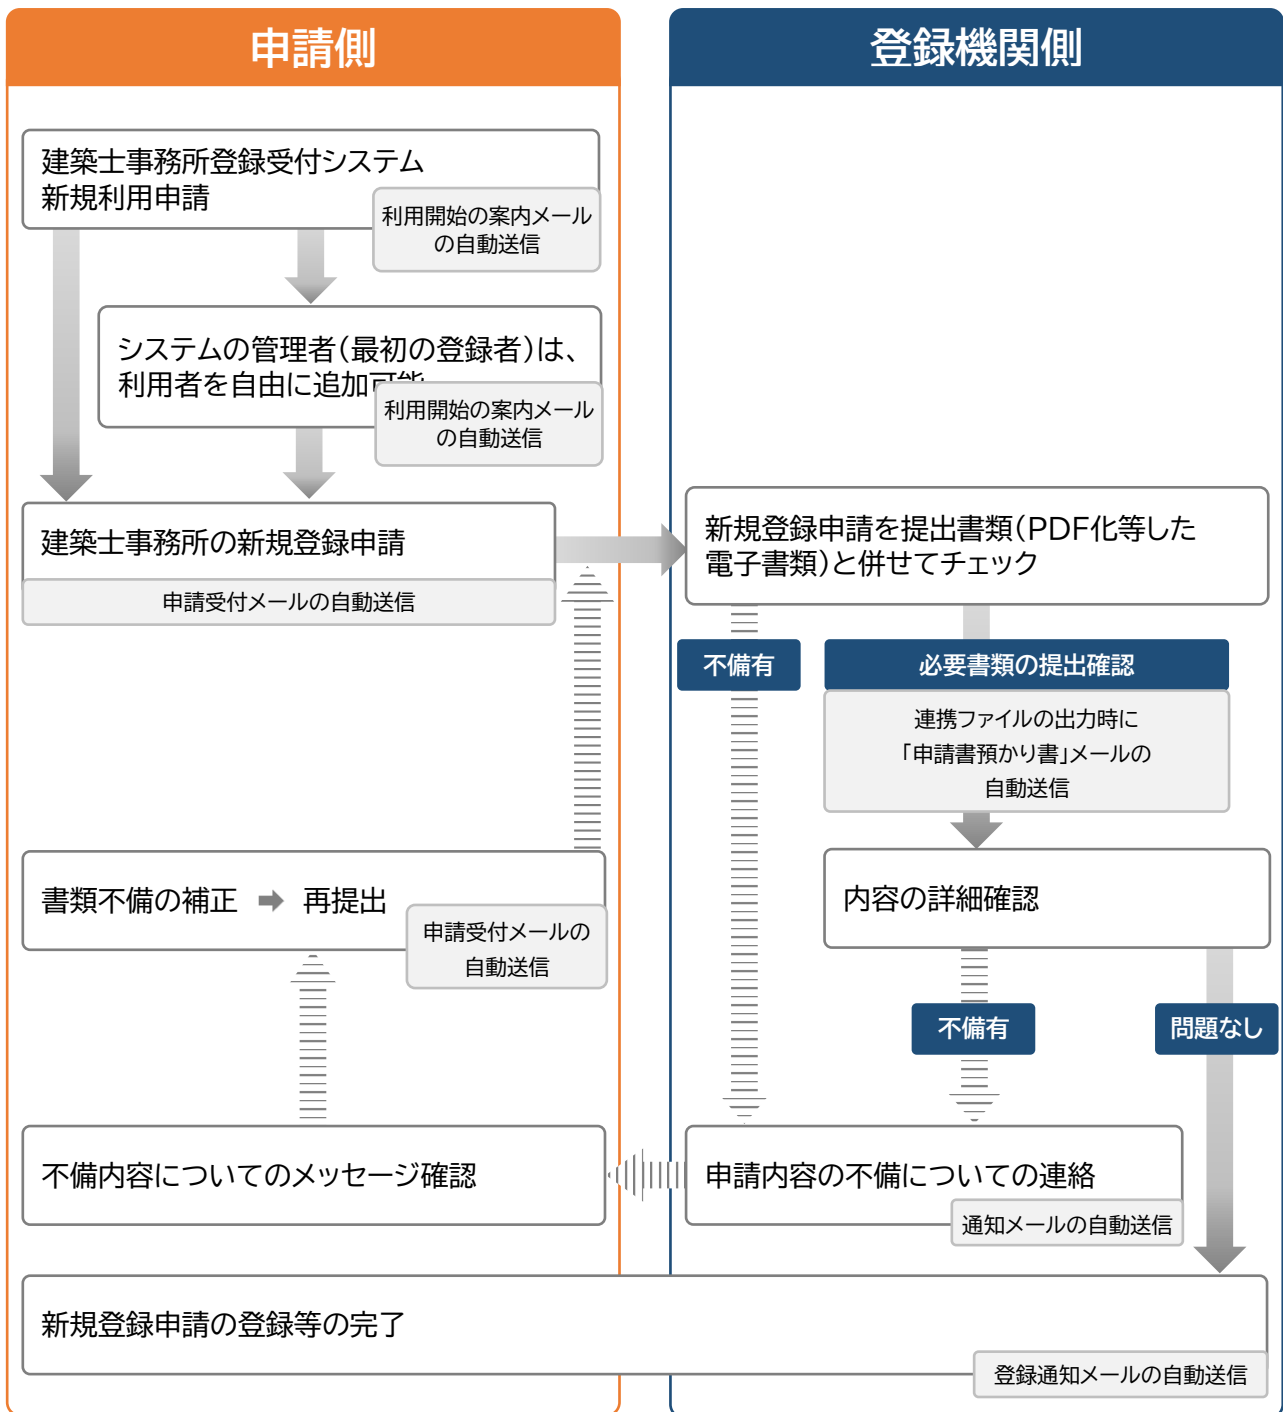 申請側
登録機関側
建築士事務所登録受付システム
新規利用申請
利用開始の案内メール
の自動送信
システムの管理者（最初の登録者）は、
利用者を自由に追加可能
利用開始の案内メール
の自動送信
建築士事務所の新規登録申請
申請受付メールの自動送信
新規登録申請を提出書類（PDF化等した
電子書類）と併せてチェック
不備有
必要書類の提出確認
連携ファイルの出力時に
「申請書預かり書」メールの
自動送信
書類不備の補正 ➡ 再提出
申請受付メールの
自動送信
内容の詳細確認
不備有
問題なし
不備内容についてのメッセージ確認
申請内容の不備についての連絡
通知メールの自動送信
新規登録申請の登録等の完了
登録通知メールの自動送信